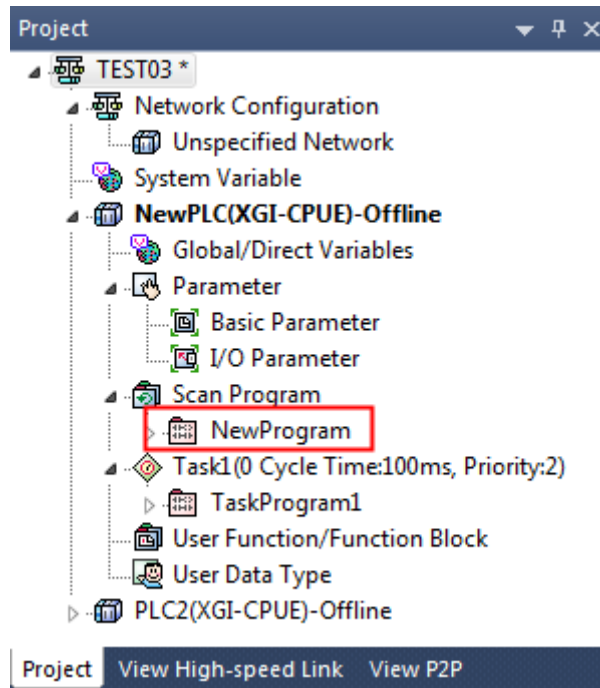 Project
TEST03 *
Network Configuration
Unspecified Network
System Variable
NewPLC(XGI-CPUE)-Offline
Global/Direct Variables
Parameter
Basic Parameter
I/O Parameter
Scan Program
NewProgram
Task1(0 Cycle Time:100ms, Priority:2)
TaskProgram1
User Function/Function Block
User Data Type
PLC2(XGI-CPUE)-Offline
Project View High-speed Link View P2P